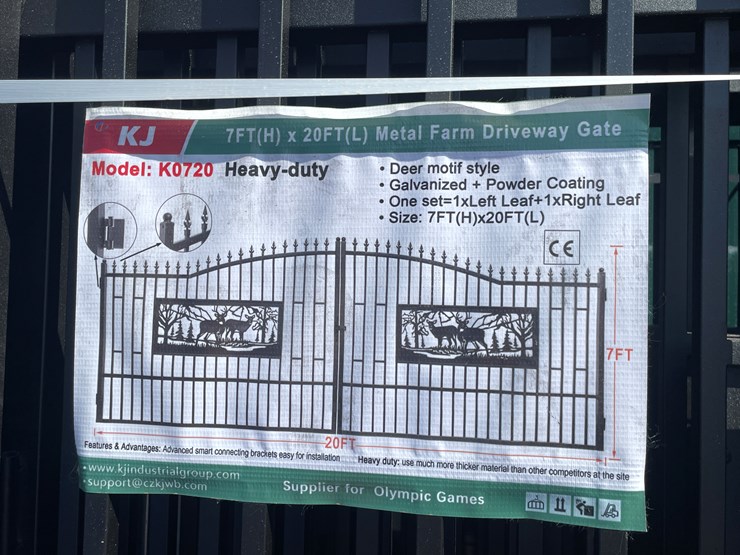 KJ
7FT(H) x 20FT(L) Metal Farm Driveway Gate
Model: K0720 Heavy-duty
• Deer motif style
• Galvanized + Powder Coating
• One set=1xLeft Leaf+1xRight Leaf
• Size: 7FT(H)x20FT(L)
CE
7FT
20FT
Features & Advantages: Advanced smart connecting brackets easy for installation
Heavy duty: use much more thicker material than other competitors at the site
• www.kjindustrialgroup.com
• support@czkjwb.com
Supplier for Olympic Games